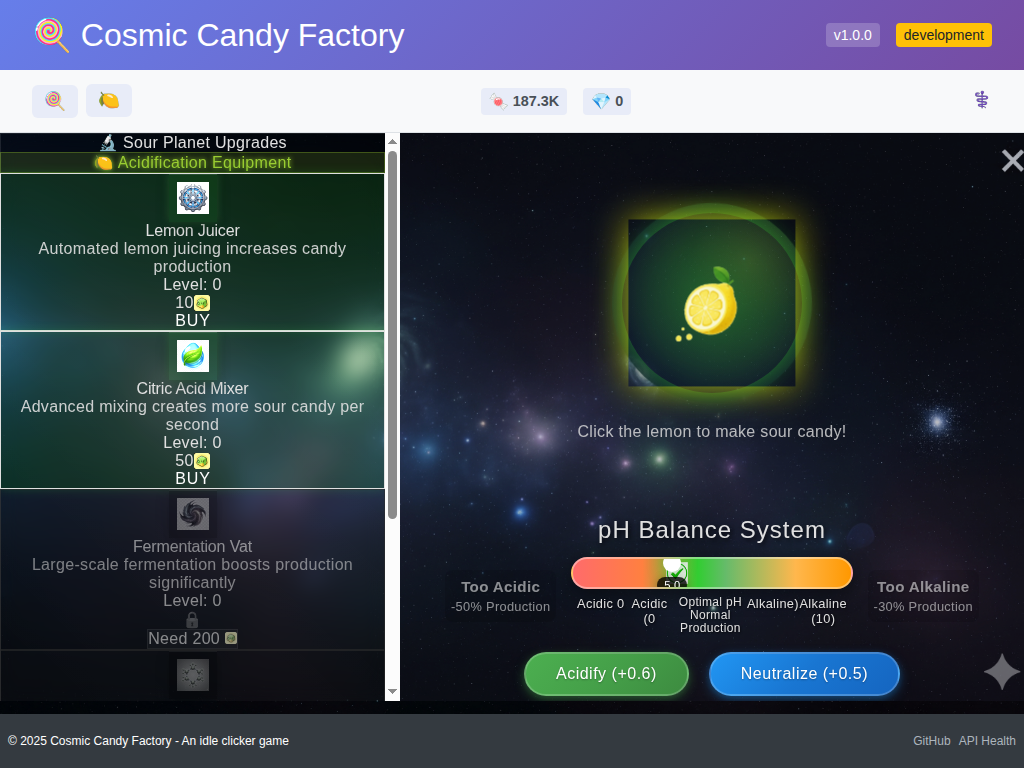 Cosmic Candy Factory
v1.0.0
development
187.3K
0
Sour Planet Upgrades
Acidification Equipment
Lemon Juicer
Automated lemon juicing increases candy
production
Level: 0
10
BUY
Citric Acid Mixer
Advanced mixing creates more sour candy per
second
Level: 0
50
BUY
Fermentation Vat
Large-scale fermentation boosts production
significantly
Level: 0
Need 200
Click the lemon to make sour candy!
pH Balance System
Too Acidic
-50% Production
5.0
Acidic 0
Acidic
(0
Optimal pH
Normal
Production
Alkaline)
Alkaline
(10)
Too Alkaline
-30% Production
Acidify (+0.6)
Neutralize (+0.5)
© 2025 Cosmic Candy Factory - An idle clicker game
GitHub API Health